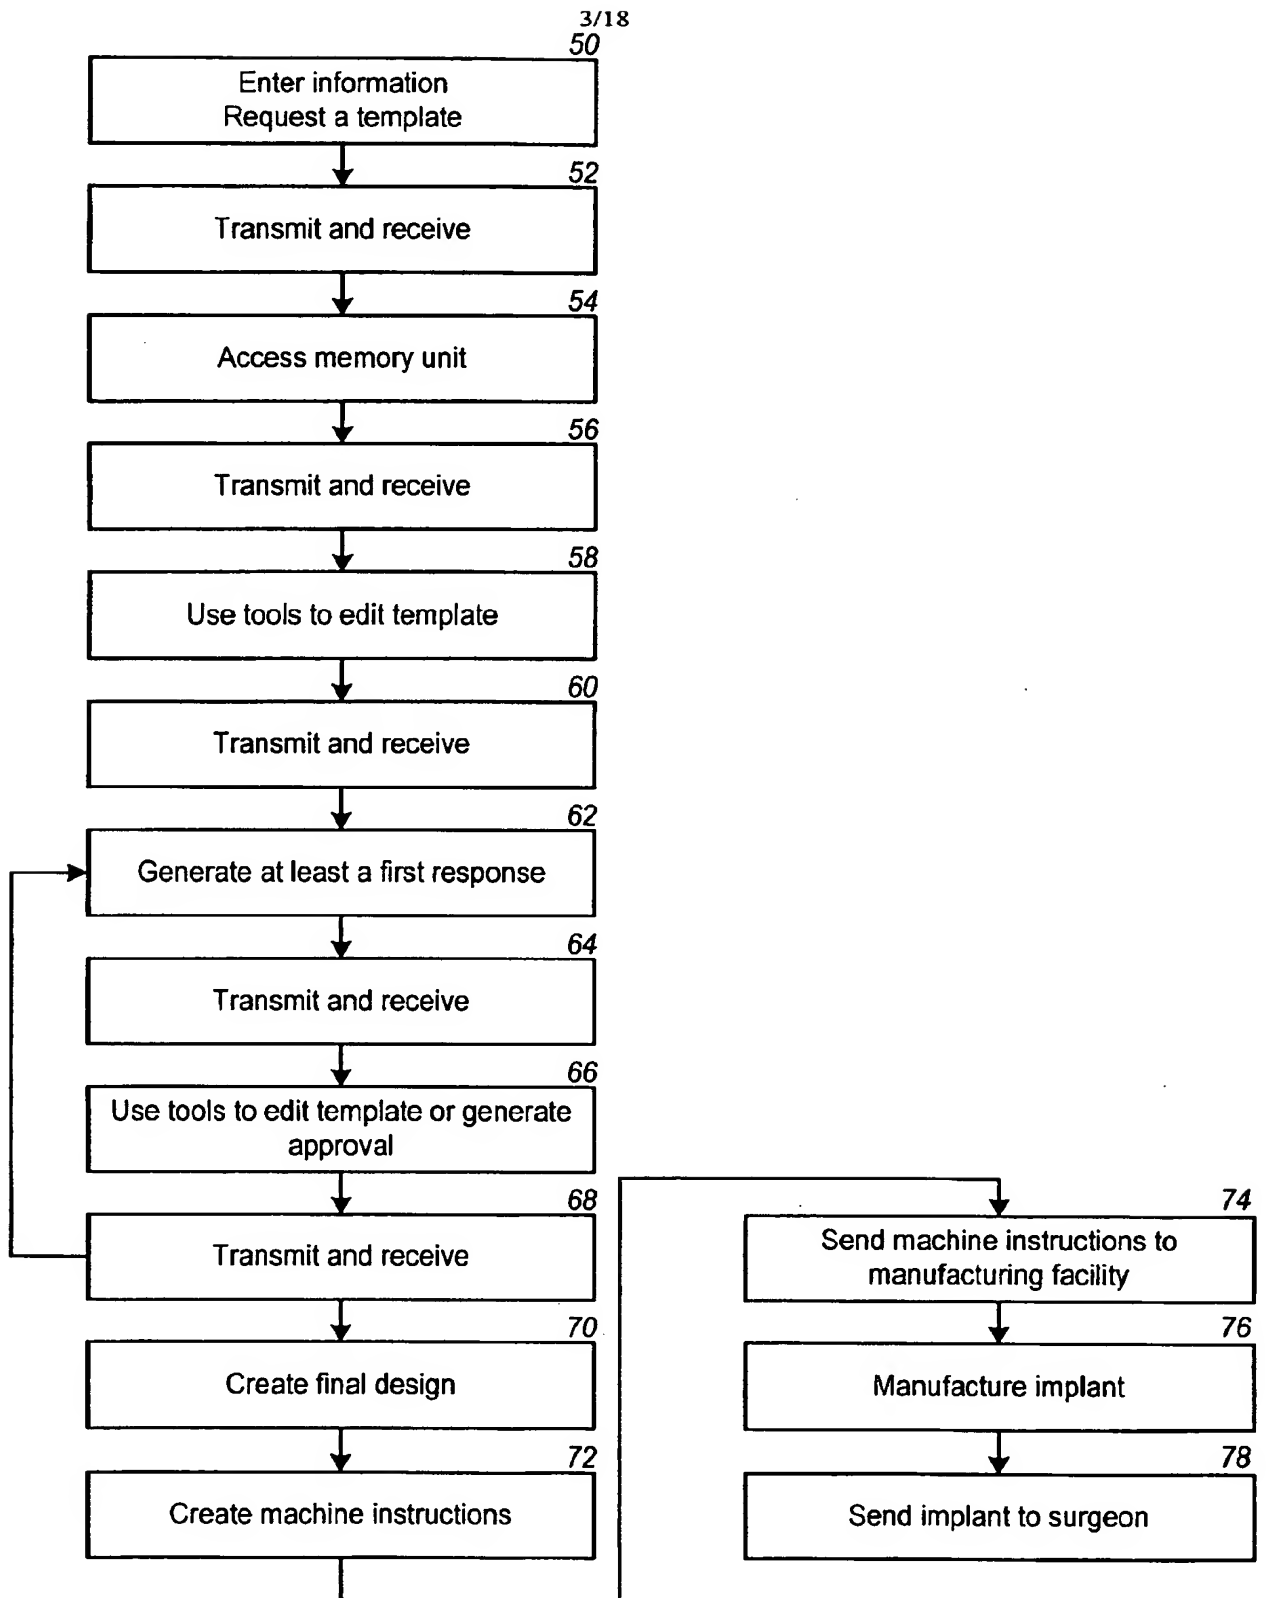 3/18
50
Enter information
Request a template
52
Transmit and receive
54
Access memory unit
56
Transmit and receive
58
Use tools to edit template
60
Transmit and receive
62
Generate at least a first response
64
Transmit and receive
66
Use tools to edit template or generate
approval
68
Transmit and receive
70
Create final design
72
Create machine instructions
74
Send machine instructions to
manufacturing facility
76
Manufacture implant
78
Send implant to surgeon